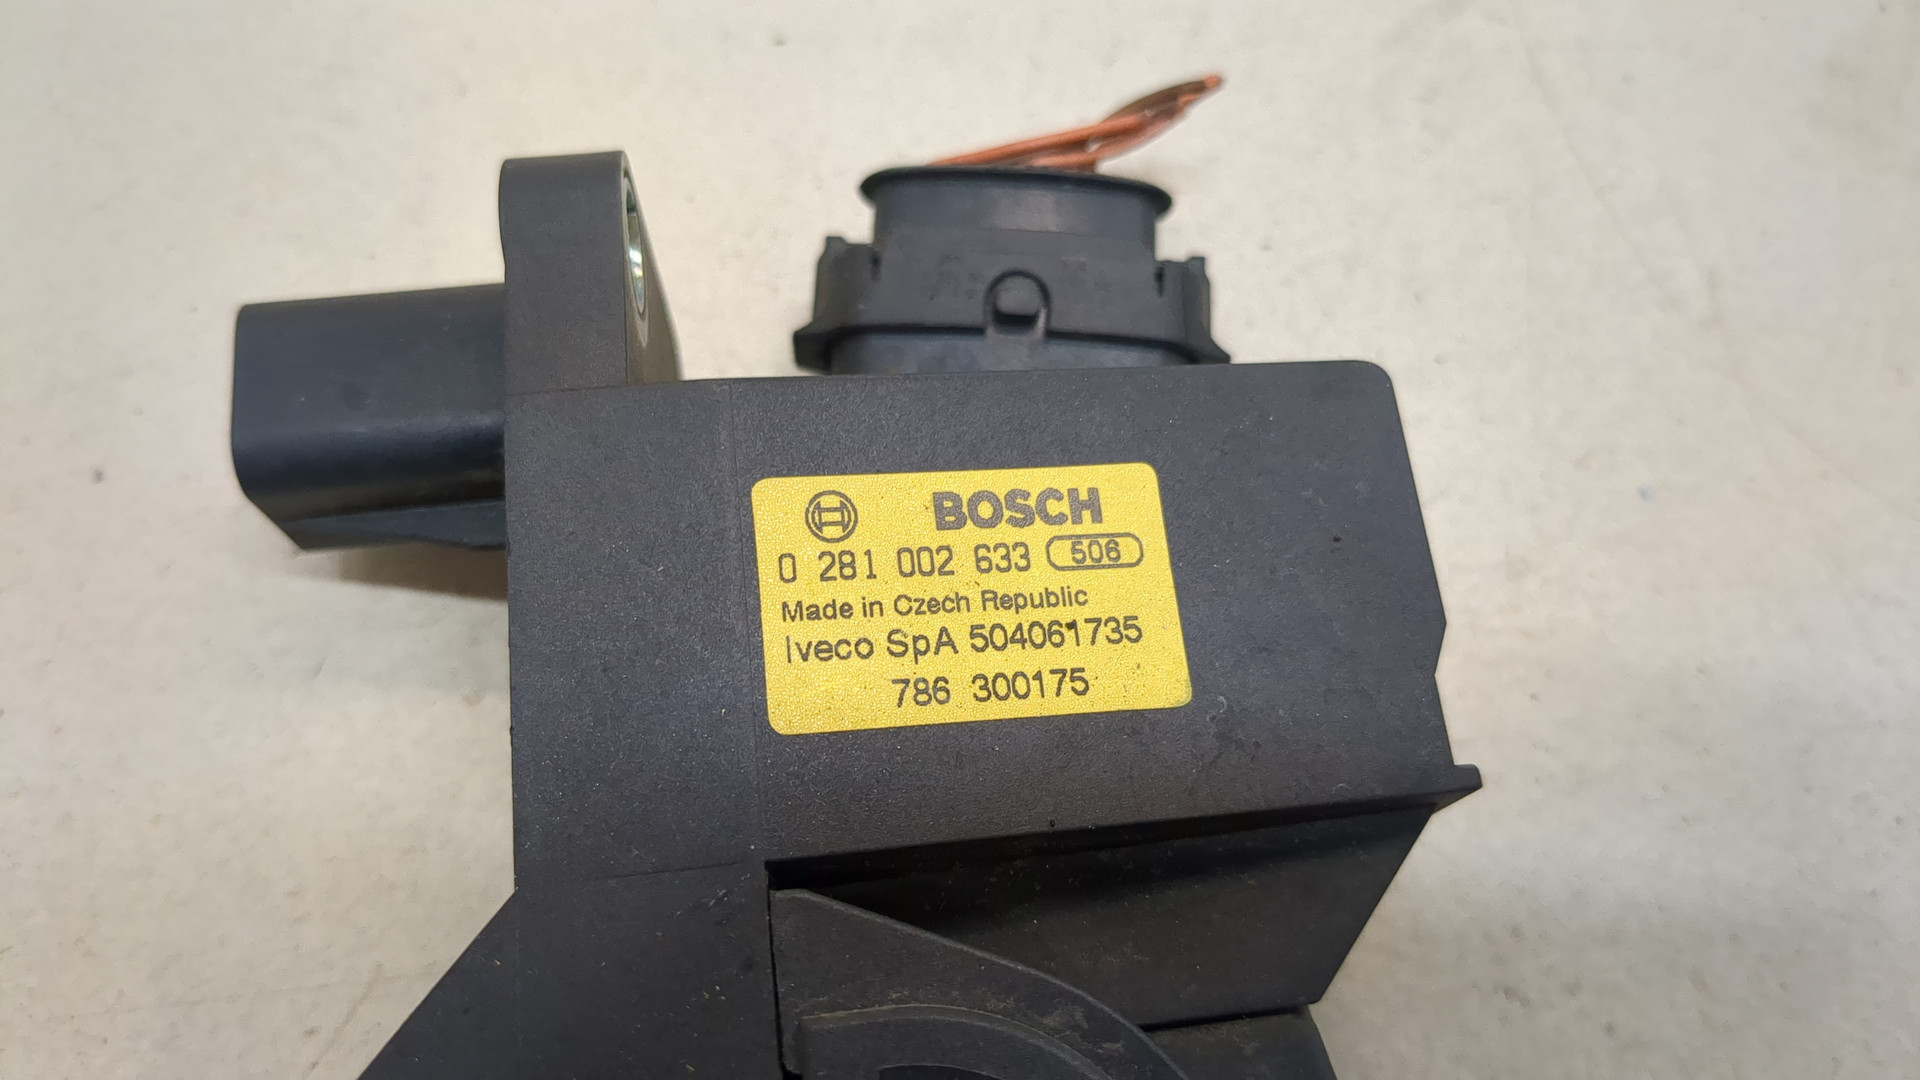 BOSCH
0 281 002 633 506
Made in Czech Republic
Iveco SpA 504061735
786 300175